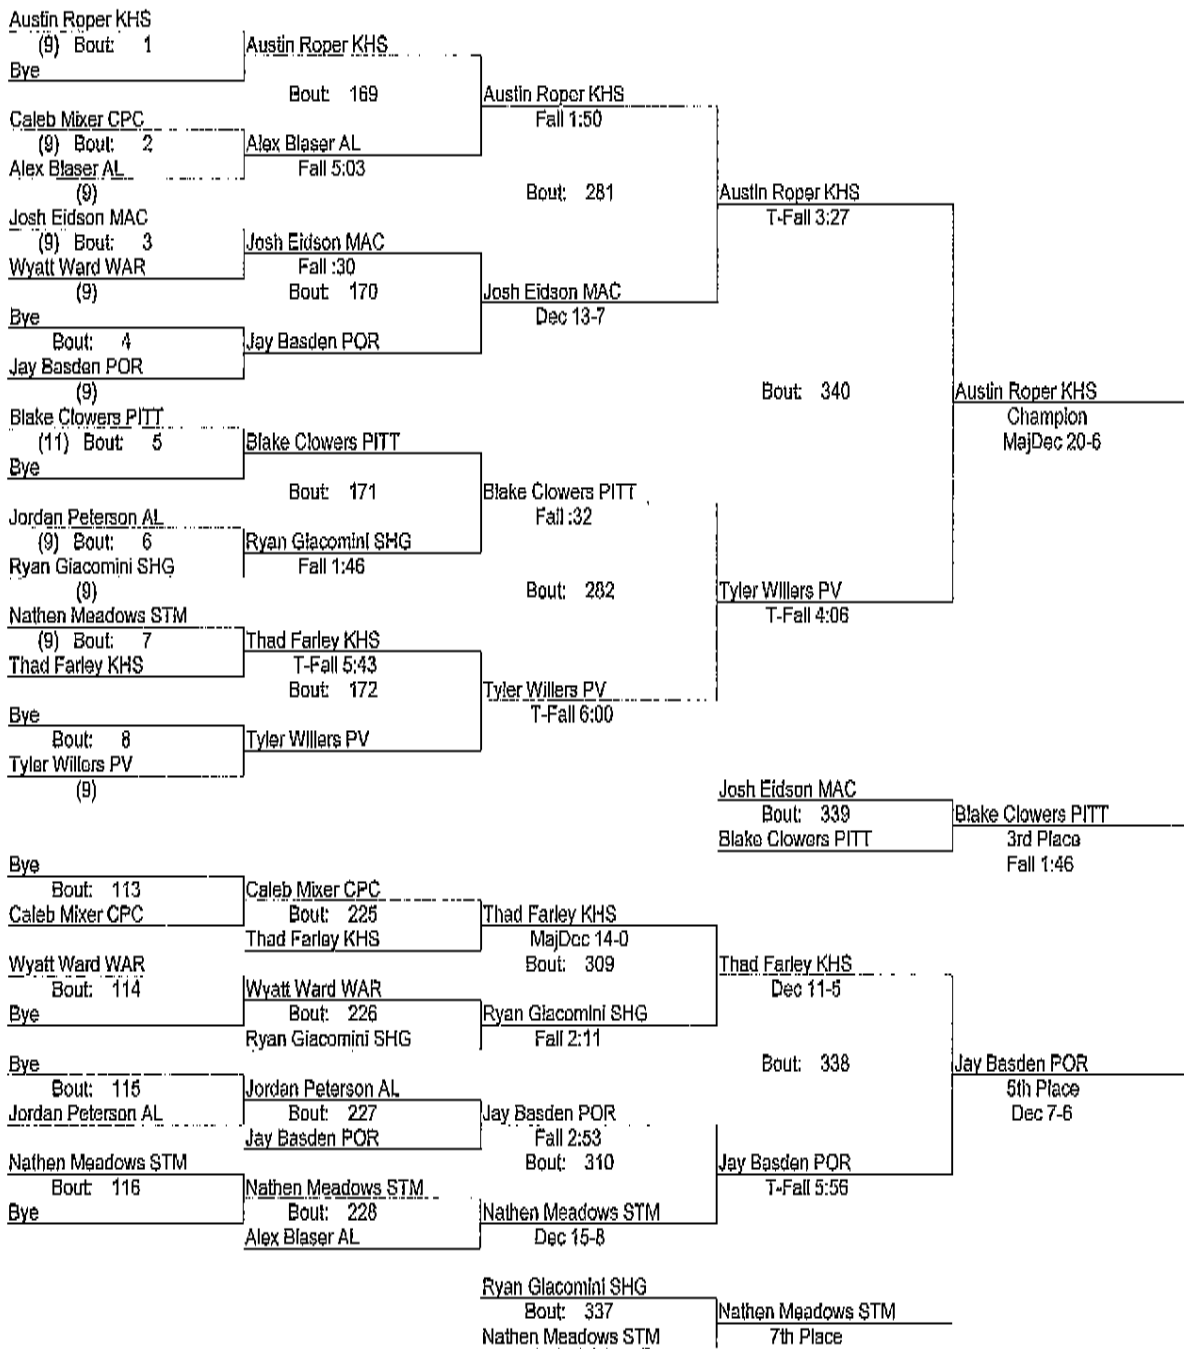 Austin Roper KHS
(9) Bout: 1
Bye
Caleb Mixer CPC
(9) Bout: 2
Alex Blaser AL
(9)
Josh Eidson MAC
(9) Bout: 3
Wyatt Ward WAR
(9)
Bye
Bout: 4
Jay Basden POR
(9)
Blake Clowers PITT
(11) Bout: 5
Bye
Jordan Peterson AL
(9) Bout: 6
Ryan Giacomini SHG
(9)
Nathen Meadows STM
(9) Bout: 7
Thad Farley KHS
Bye
Bout: 8
Tyler Willers PV
(9)
Austin Roper KHS
Bout: 169
Alex Blaser AL
Fall 5:03
Josh Eidson MAC
Fall :30
Bout: 170
Jay Basden POR
Blake Clowers PITT
Bout: 171
Ryan Giacomini SHG
Fall 1:46
Thad Farley KHS
T-Fall 5:43
Bout: 172
Tyler Willers PV
Austin Roper KHS
Fall 1:50
Bout: 281
Josh Eidson MAC
Dec 13-7
Blake Clowers PITT
Fall :32
Bout: 282
Tyler Willers PV
T-Fall 6:00
Austin Roper KHS
T-Fall 3:27
Bout: 340
Tyler Willers PV
T-Fall 4:06
Austin Roper KHS
Champion
MajDec 20-6
Josh Eidson MAC
Bout: 339
Blake Clowers PITT
Blake Clowers PITT
3rd Place
Fall 1:46
Bye
Bout: 113
Caleb Mixer CPC
Wyatt Ward WAR
Bout: 114
Bye
Bye
Bout: 115
Jordan Peterson AL
Nathen Meadows STM
Bout: 116
Bye
Caleb Mixer CPC
Bout: 225
Thad Farley KHS
Wyatt Ward WAR
Bout: 226
Ryan Giacomini SHG
Jordan Peterson AL
Bout: 227
Jay Basden POR
Nathen Meadows STM
Bout: 228
Alex Blaser AL
Thad Farley KHS
MajDec 14-0
Bout: 309
Ryan Giacomini SHG
Fall 2:11
Jay Basden POR
Fall 2:53
Bout: 310
Nathen Meadows STM
Dec 15-8
Thad Farley KHS
Dec 11-5
Bout: 338
Jay Basden POR
T-Fall 5:56
Jay Basden POR
5th Place
Dec 7-6
Ryan Giacomini SHG
Bout: 337
Nathen Meadows STM
Nathen Meadows STM
7th Place